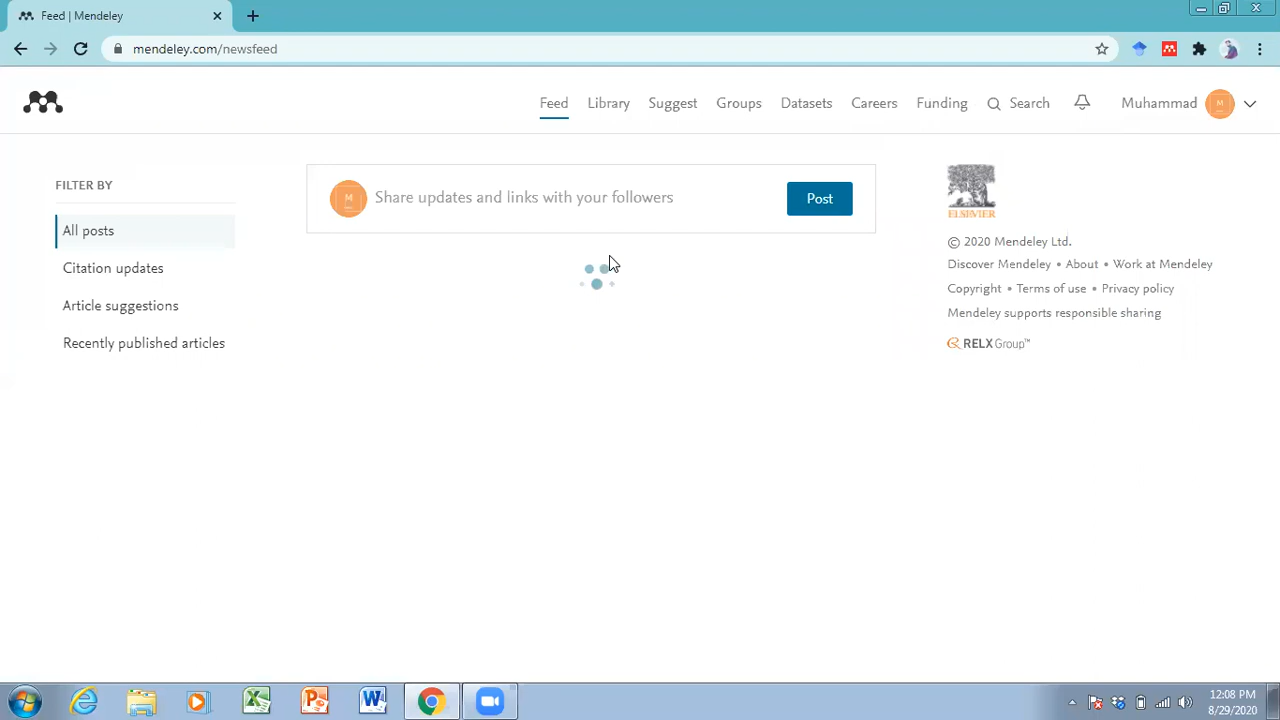 Feed | Mendeley
mendeley.com/newsfeed
Feed Library Suggest Groups Datasets Careers Funding Search Muhammad M
FILTER BY
All posts
Citation updates
Article suggestions
Recently published articles
M Share updates and links with your followers Post
ELSEVIER
© 2020 Mendeley Ltd.
Discover Mendeley • About • Work at Mendeley
Copyright • Terms of use • Privacy policy
Mendeley supports responsible sharing
RELX Group™
12:08 PM
8/29/2020